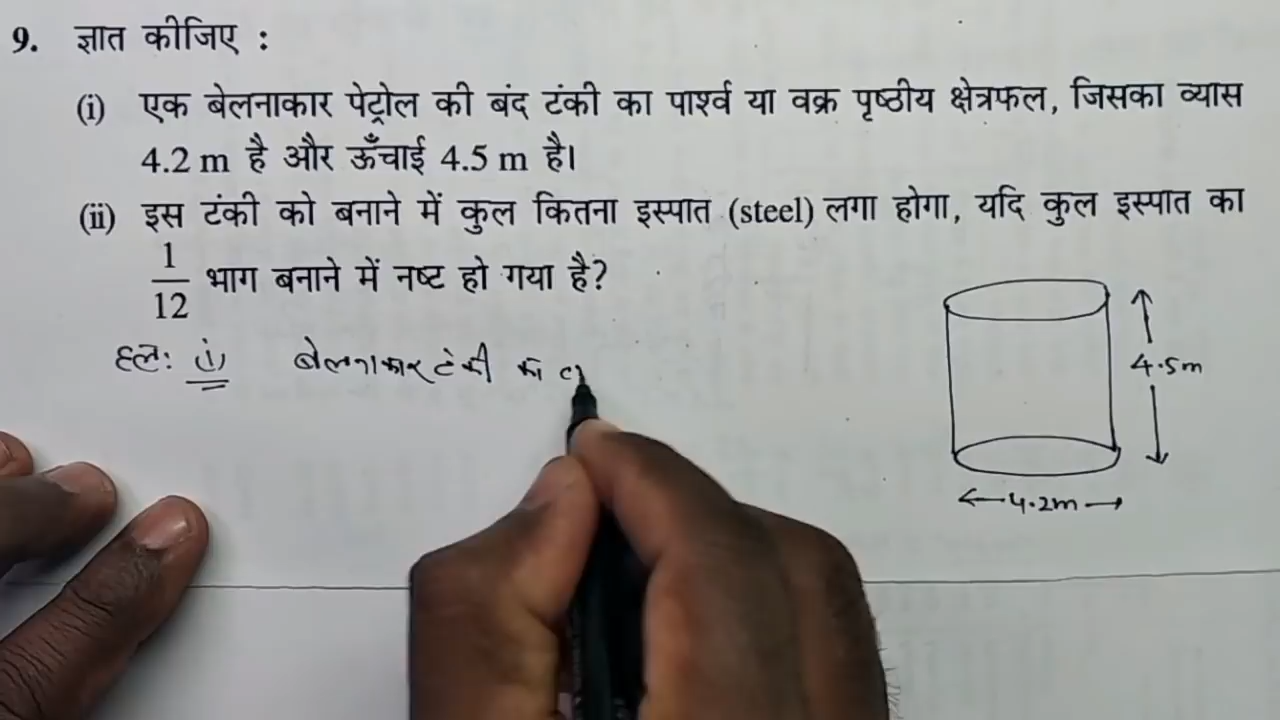 9. ज्ञात कीजिए :
(i) एक बेलनाकार पेट्रोल की बंद टंकी का पार्श्व या वक्र पृष्ठीय क्षेत्रफल, जिसका व्यास
4.2 m है और ऊँचाई 4.5 m है।
(ii) इस टंकी को बनाने में कुल कितना इस्पात (steel) लगा होगा, यदि कुल इस्पात का
1/12 भाग बनाने में नष्ट हो गया है?
हल: (i) बेलनाकार टंकी का
4.5m
4.2m